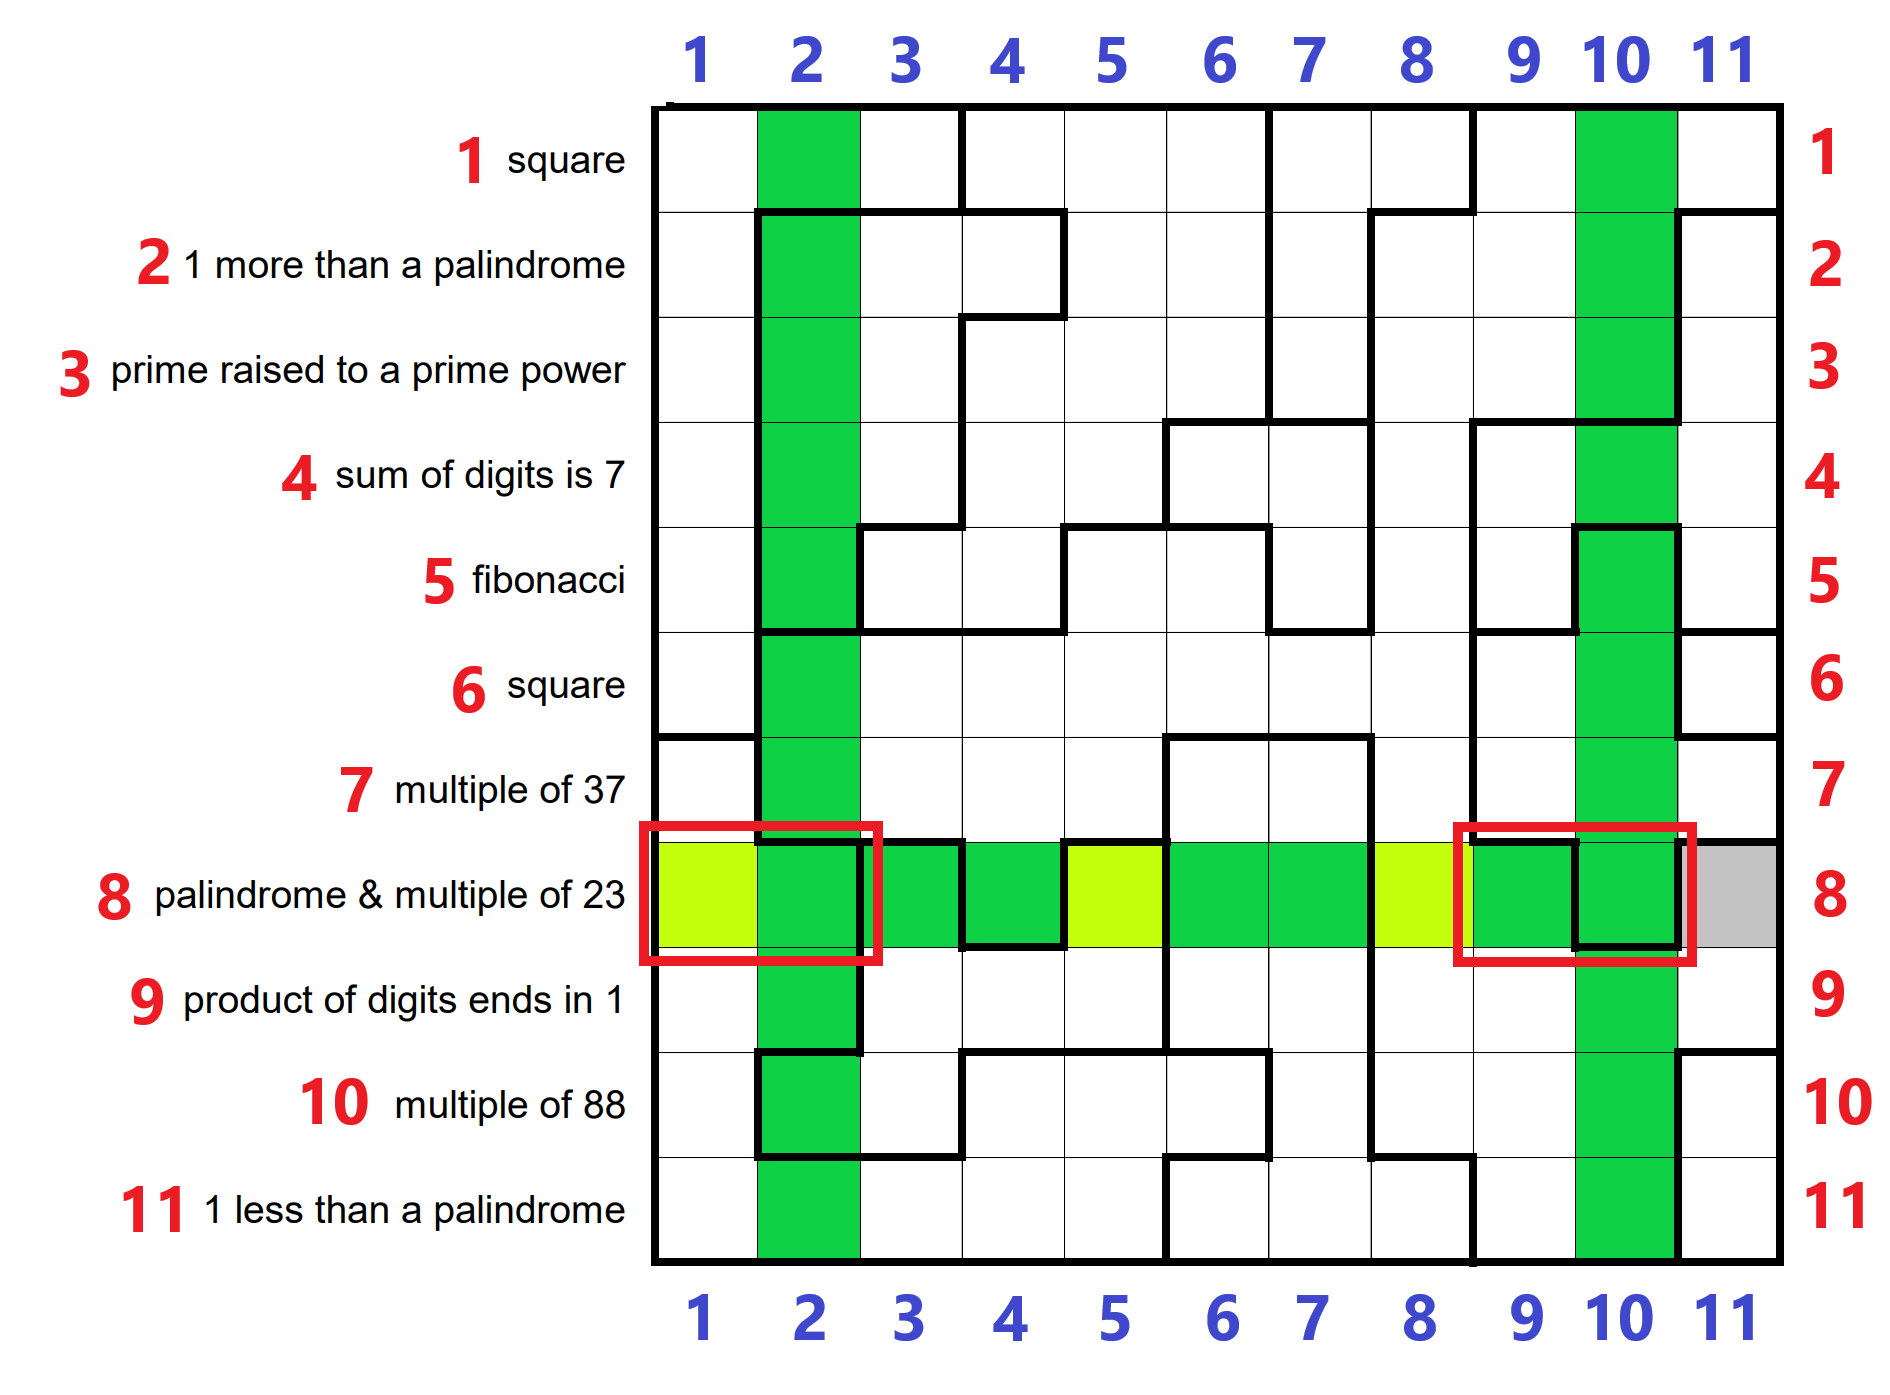 1 2 3 4 5 6 7 8 9 10 11
1 square 1
2 1 more than a palindrome 2
3 prime raised to a prime power 3
4 sum of digits is 7 4
5 fibonacci 5
6 square 6
7 multiple of 37 7
8 palindrome & multiple of 23 8
9 product of digits ends in 1 9
10 multiple of 88 10
11 1 less than a palindrome 11
1 2 3 4 5 6 7 8 9 10 11